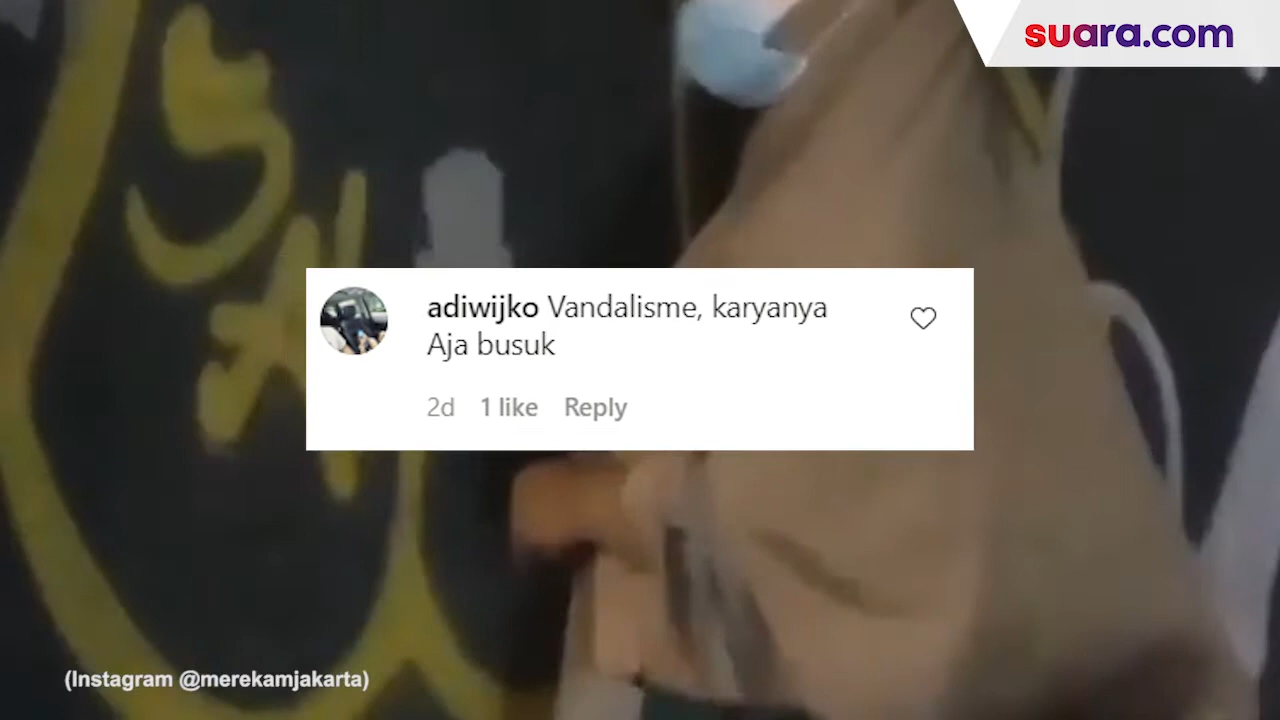 suara.com
adiwijko Vandalisme, karyanya
Aja busuk
2d 1 like Reply
(Instagram @merekamjakarta)